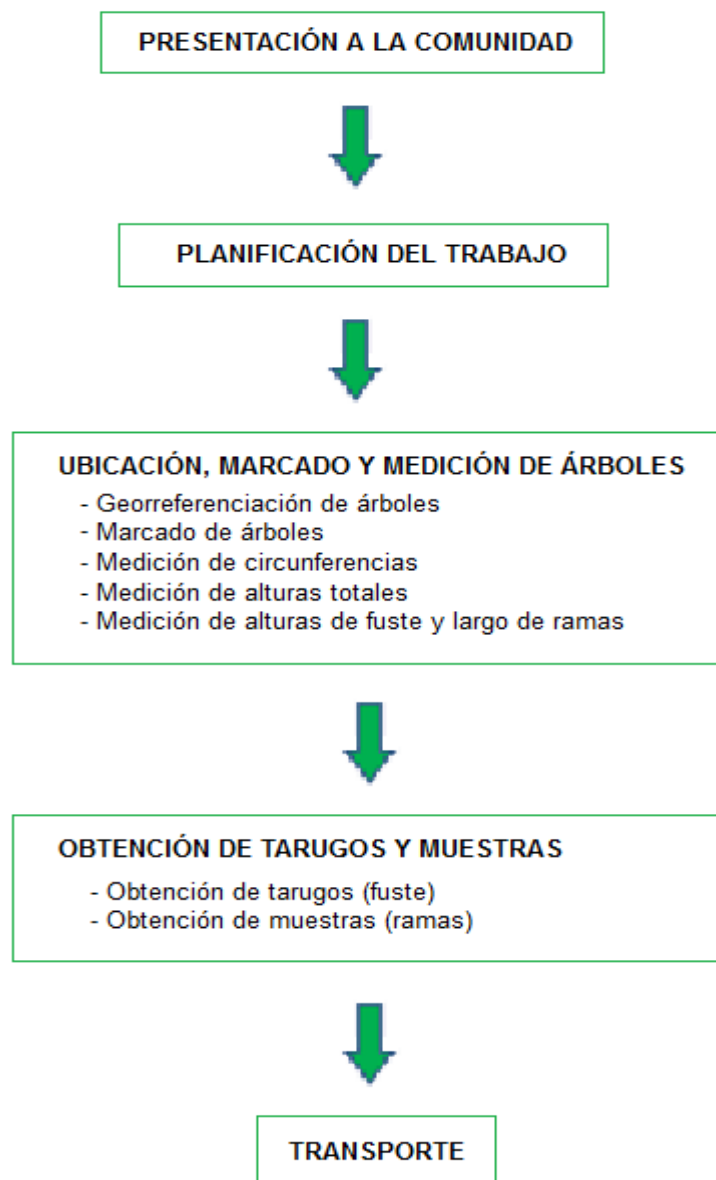 PRESENTACIÓN A LA COMUNIDAD
PLANIFICACIÓN DEL TRABAJO
UBICACIÓN, MARCADO Y MEDICIÓN DE ÁRBOLES
- Georreferenciación de árboles
- Marcado de árboles
- Medición de circunferencias
- Medición de alturas totales
- Medición de alturas de fuste y largo de ramas
OBTENCIÓN DE TARUGOS Y MUESTRAS
- Obtención de tarugos (fuste)
- Obtención de muestras (ramas)
TRANSPORTE